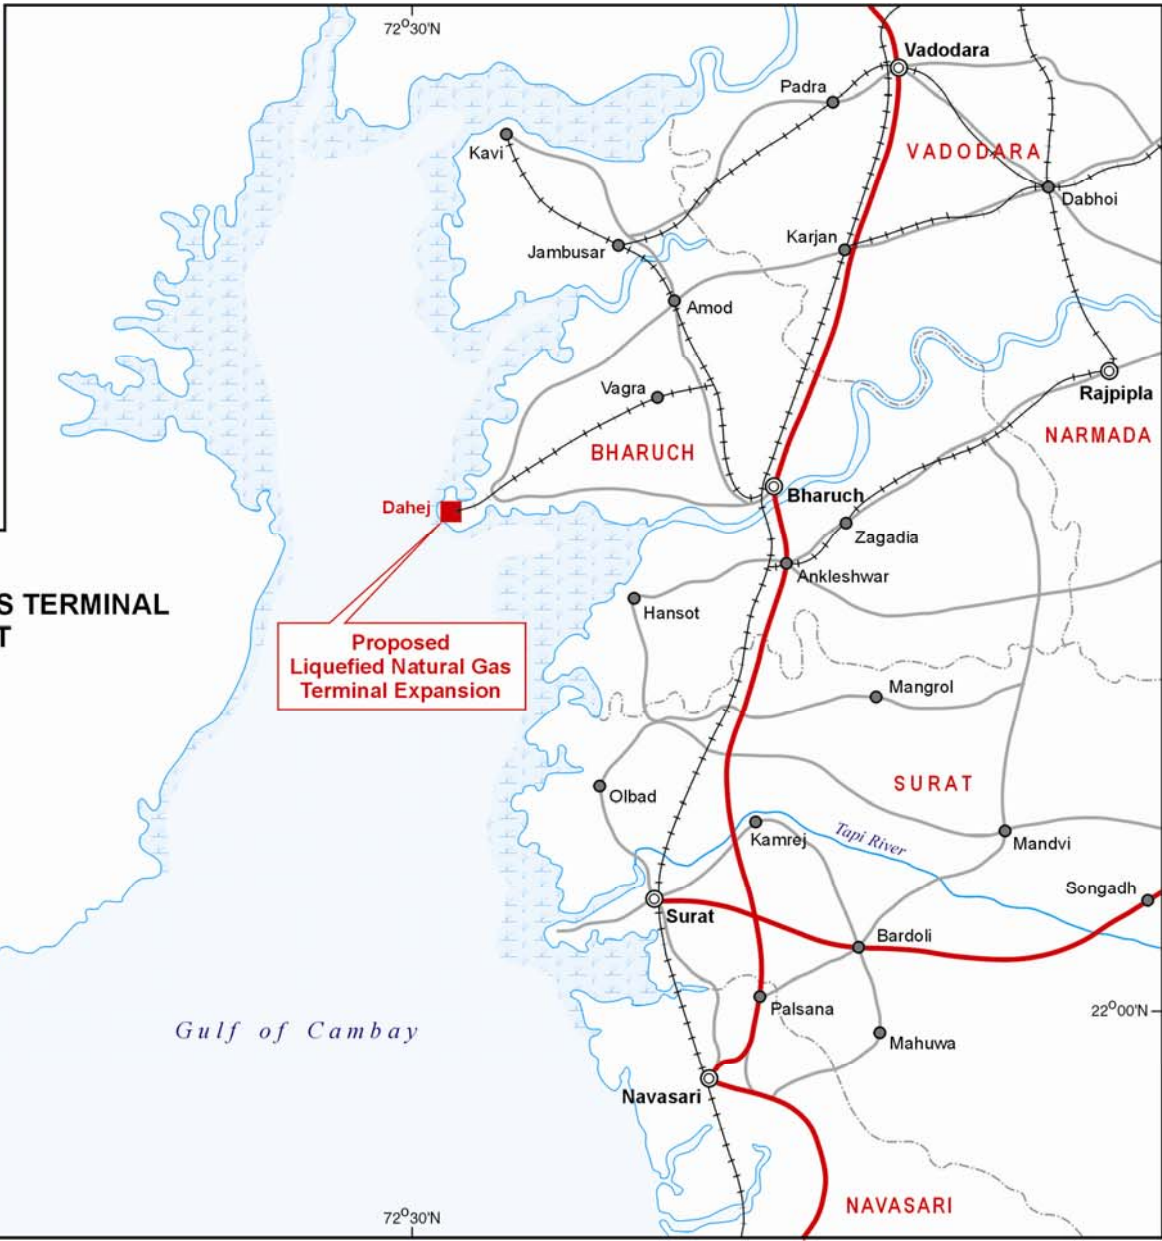 72°30'N
Vadodara
Padra
VADODARA
Kavi
Dabhoi
Karjan
Jambusar
Amod
Vagra
Rajpipla
BHARUCH
NARMADA
Bharuch
Dahej
Zagadia
Ankleshwar
S TERMINAL
T
Hansot
Proposed
Liquefied Natural Gas
Terminal Expansion
Mangrol
SURAT
Olbad
Kamrej
Tapi River
Mandvi
Songadh
Surat
Bardoli
Palsana
22°00'N
Gulf of Cambay
Mahuwa
Navasari
NAVASARI
72°30'N